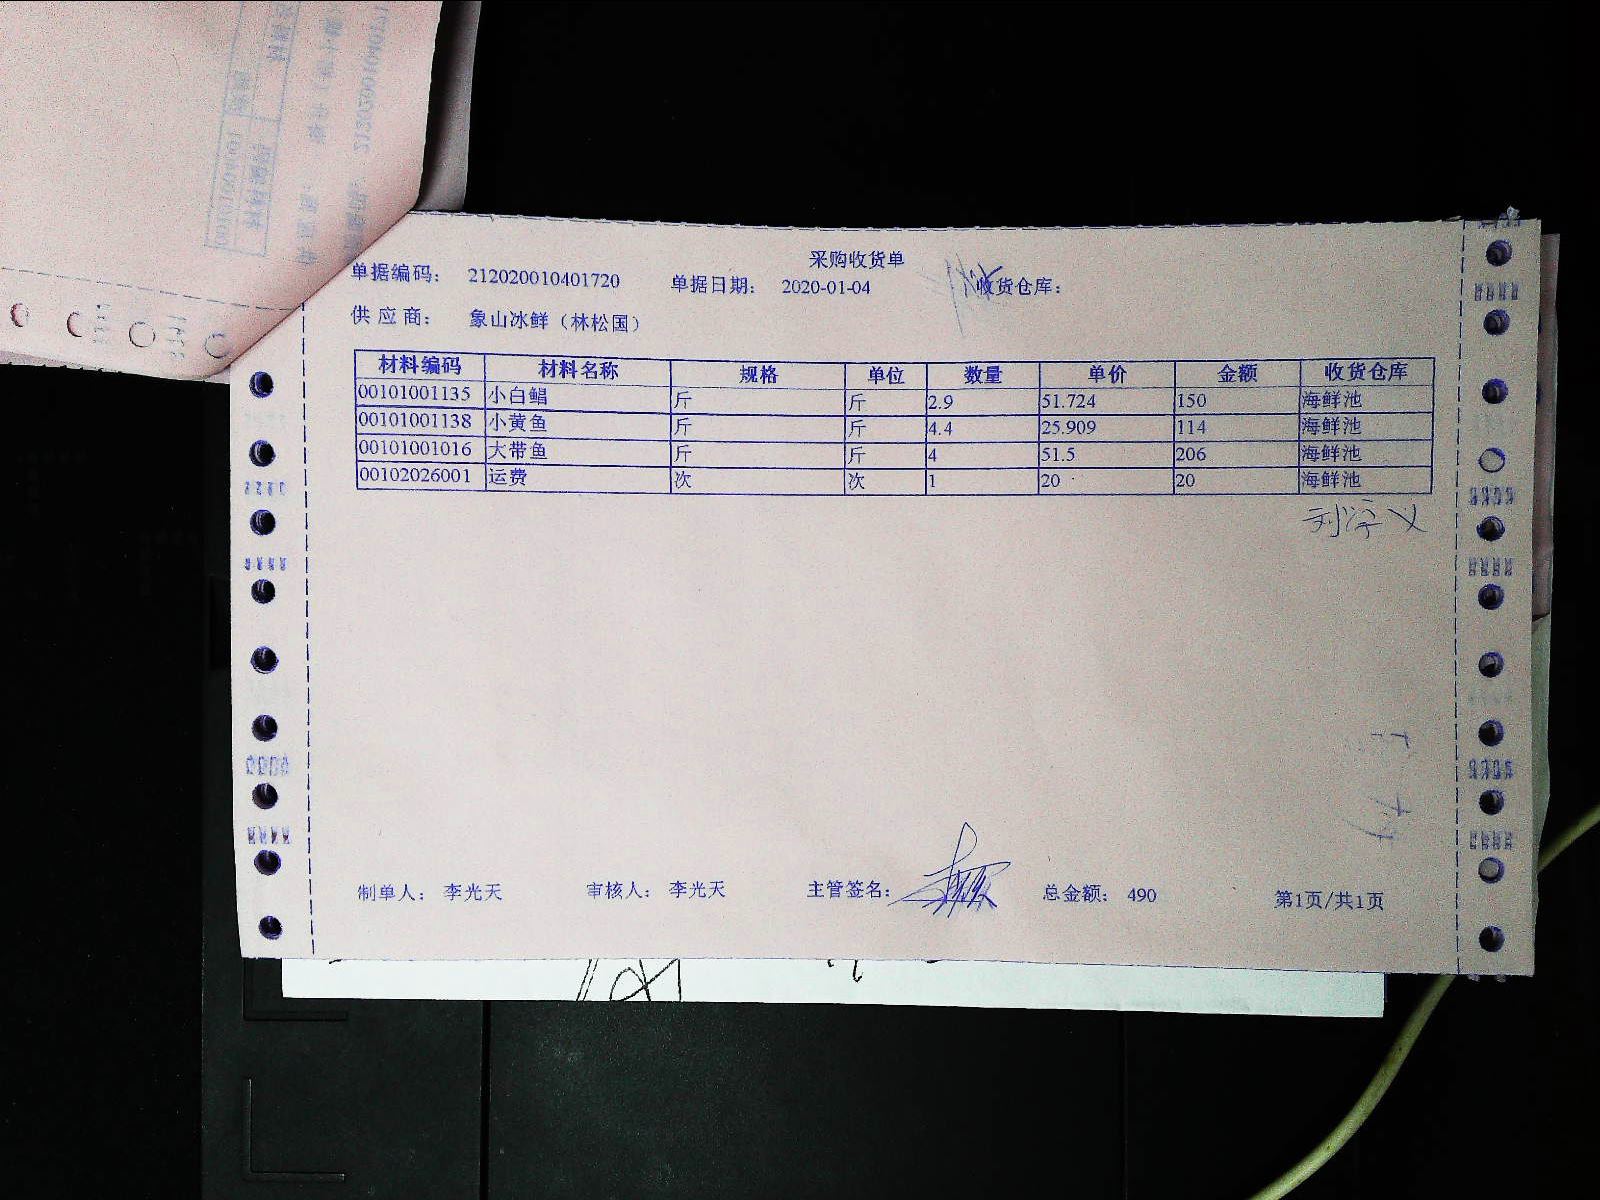 采购收货单
单据编码： 212020010401720 单据日期： 2020-01-04 收货仓库：
供应商： 象山冰鲜（林松国）
材料编码 材料名称 规格 单位 数量 单价 金额 收货仓库
00101001135 小白鲳 斤 斤 2.9 51.724 150 海鲜池
00101001138 小黄鱼 斤 斤 4.4 25.909 114 海鲜池
00101001016 大带鱼 斤 斤 4 51.5 206 海鲜池
00102026001 运费 次 次 1 20 20 海鲜池
制单人： 李光天 审核人： 李光天 主管签名： 总金额： 490 第1页/共1页